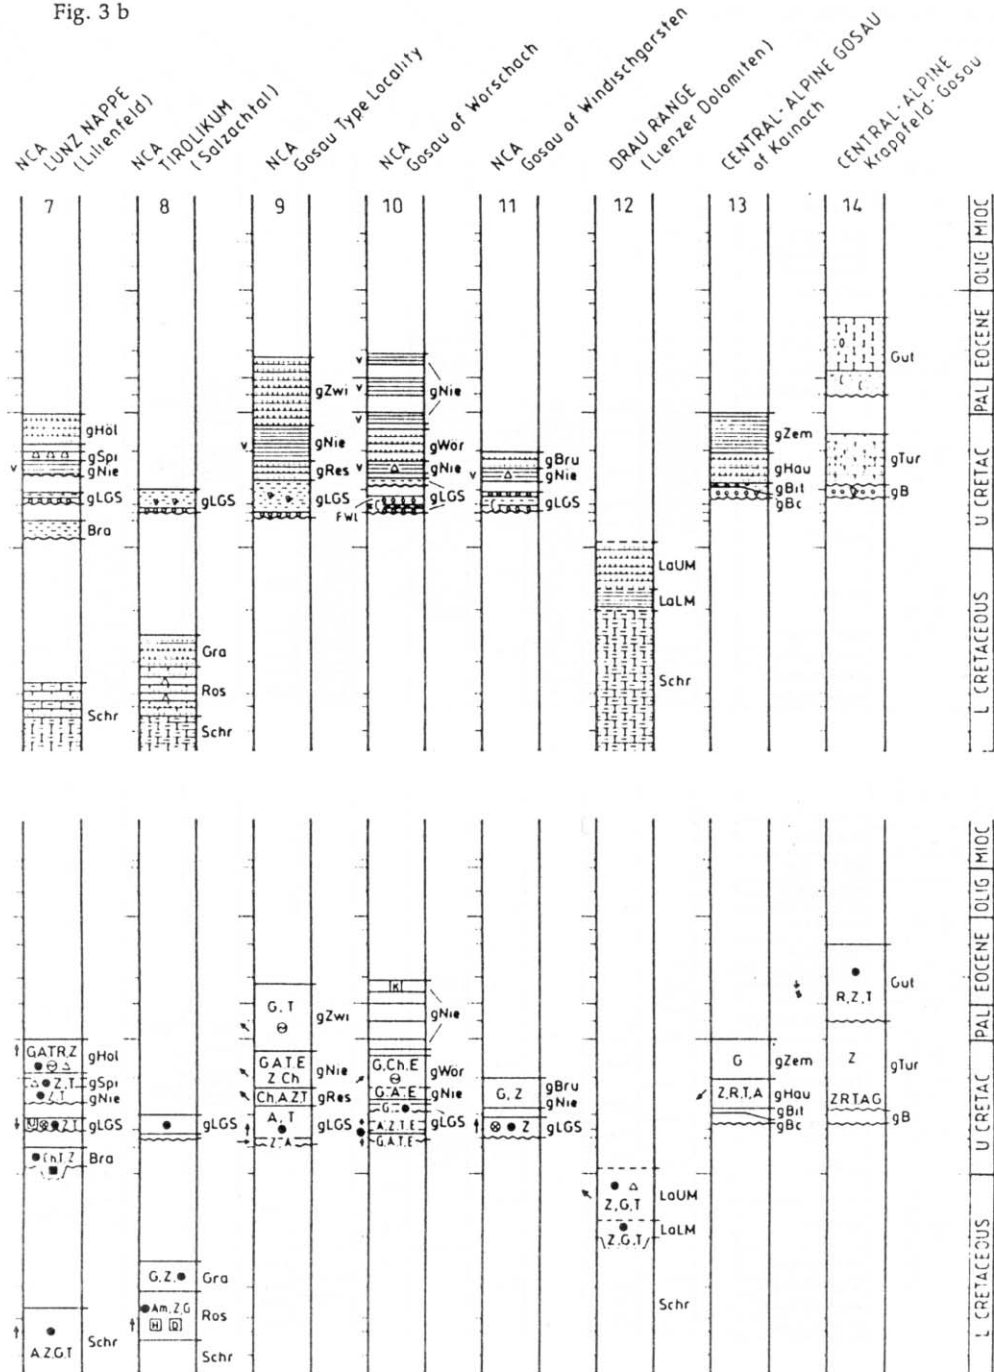 Fig. 3 b
NCA
LUNZ NAPPE
(Lilienfeld)
NCA
TIROLIKUM
(Salzachtal)
NCA
Gosau Type Locality
NCA
Gosau of Wörschach
NCA
Gosau of Windischgarsten
DRAU RANGE
(Lienzer Dolomiten)
CENTRAL-ALPINE GOSAU
of Kainach
CENTRAL-ALPINE
Krappfeld-Gosau
7 8 9 10 11 12 13 14
MIOC
OLIG
EOCENE
PAL
U CRETAC
L CRETACEOUS
gHöl
gSpi
v gNie
gLGS
Bra
Schr
gLGS
Gra
Ros
Schr
gZwi
v gNie
gRes
gLGS
v
v gNie
v
gWör
v gNie
gLGS
FWL
gBru
v gNie
gLGS
LaUM
LaLM
Schr
gZem
gHau
gBit
gBc
Gut
gTur
gB
MIOC
OLIG
EOCENE
PAL
U CRETAC
L CRETACEOUS
G.A.T.R.Z gHol
Z,T. gSpi
gNie
U Z.T gLGS
Ch.T.Z Bra
Schr
A.Z.G.T
gLGS
G.Z. Gra
Am.Z.G Ros
H D
Schr
G, T gZwi
G.A.T.E gNie
Z Ch
Ch,A,Z,T gRes
A, T gLGS
Z A
K
gNie
G,Ch,E gWör
G.A.E gNie
G
A.Z.T.E gLGS
G.A.T.E
G, Z gBru
gNie
Z gLGS
Z,G,T LaUM
LaLM
Z.G.T
Schr
G gZem
Z,R,T,A gHau
gBit
gBc
R,Z,T Gut
Z gTur
Z R T A G gB